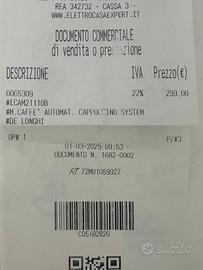 REA 342732 - CASSA 3 -
WWW.ELETTROCASAEXPERT.IT
DOCUMENTO COMMERCIALE
di vendita o prestazione
DESCRIZIONE IVA Prezzo(€)
0065309 22% 299,00
#ECAM21110B
#M.CAFFE' AUTOMAT. CAPPUCCINO SYSTEM
#DE LONGHI
OP# 1 P/#3
01-03-2025 09:53
DOCUMENTO N. 1682-0002
RT 72MU1059927
C05182820
Subito